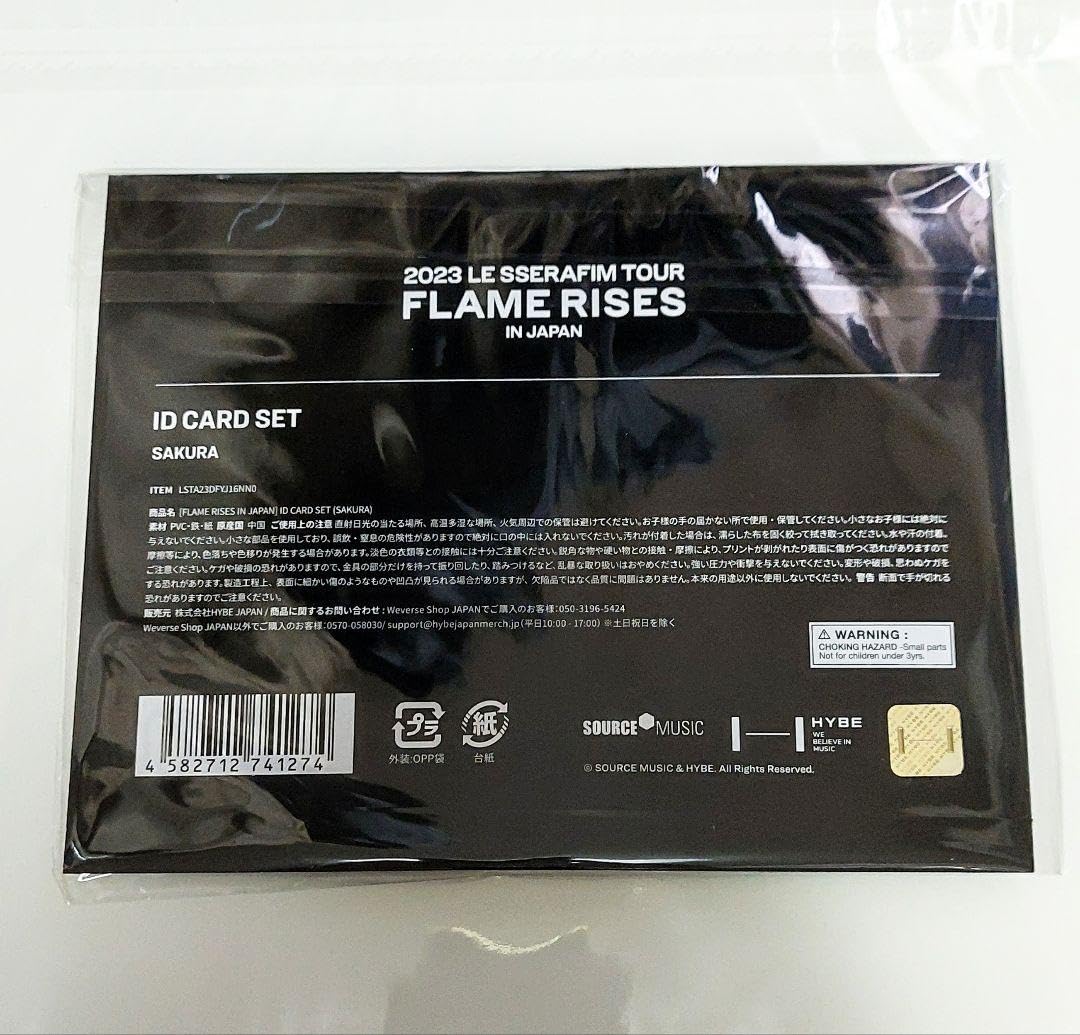 2023 LE SSERAFIM TOUR
FLAME RISES
IN JAPAN
ID CARD SET
SAKURA
ITEM LSTA23DFYJ16NN0
商品名 [FLAME RISES IN JAPAN] ID CARD SET (SAKURA)
素材 PVC・鉄・紙 原産国 中国 ご使用上の注意 直射日光の当たる場所、高温多湿な場所、火気周辺での保管は避けてください。お子様の手の届かない所で使用・保管してください。小さなお子様には絶対に
与えないでください。小さな部品を使用しており、誤飲・窒息の危険性がありますので絶対に口の中には入れないでください。汚れが付着した場合は、濡らした布を固く絞って拭き取ってください。水や汗の付着、
摩擦等により、色落ちや色移りが発生する場合があります。淡色の衣類等との接触には十分ご注意ください。鋭角な物や硬い物との接触・摩擦により、プリントが剥がれたり表面に傷がつく恐れがありますので
ご注意ください。ケガや破損の恐れがありますので、金具の部分だけを持って振り回したり、踏みつけるなど、乱暴な取り扱いはおやめください。強い圧力や衝撃を与えないでください。変形や破損、思わぬケガを
する恐れがあります。製造工程上、表面に細かい傷のようなものや凹凸が見られる場合がありますが、欠陥品ではなく品質に問題はありません。本来の用途以外に使用しないでください。 警告 断面で手が切れる
恐れがありますのでご注意ください。
販売元 株式会社HYBE JAPAN / 商品に関するお問い合わせ : Weverse Shop JAPANでご購入のお客様:050-3196-5424
Weverse Shop JAPAN以外でご購入のお客様:0570-058030/ support@hybejapanmerch.jp (平日10:00 - 17:00) ※土日祝日を除く
⚠ WARNING :
CHOKING HAZARD -Small parts
Not for children under 3yrs.
4 582712 741274
プラ
外装:OPP袋
紙
台紙
SOURCE MUSIC
HYBE
WE
BELIEVE IN
MUSIC
© SOURCE MUSIC & HYBE. All Rights Reserved.